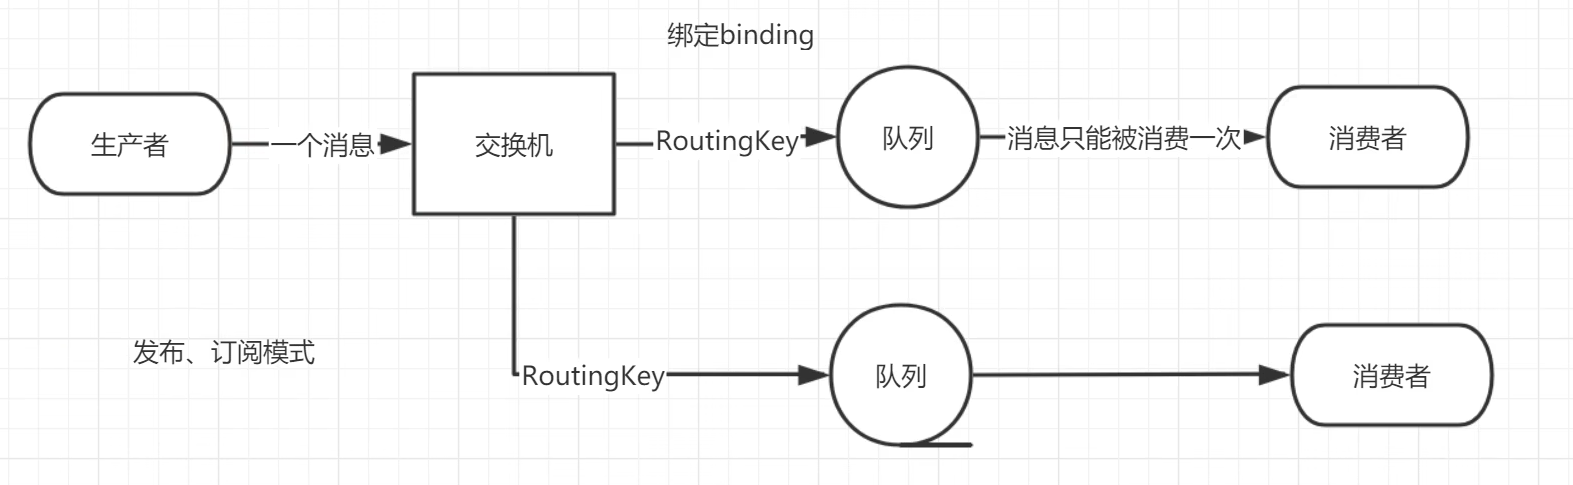 绑定binding
生产者
一个消息
交换机
RoutingKey
队列
消息只能被消费一次
消费者
发布、订阅模式
RoutingKey
队列
消费者